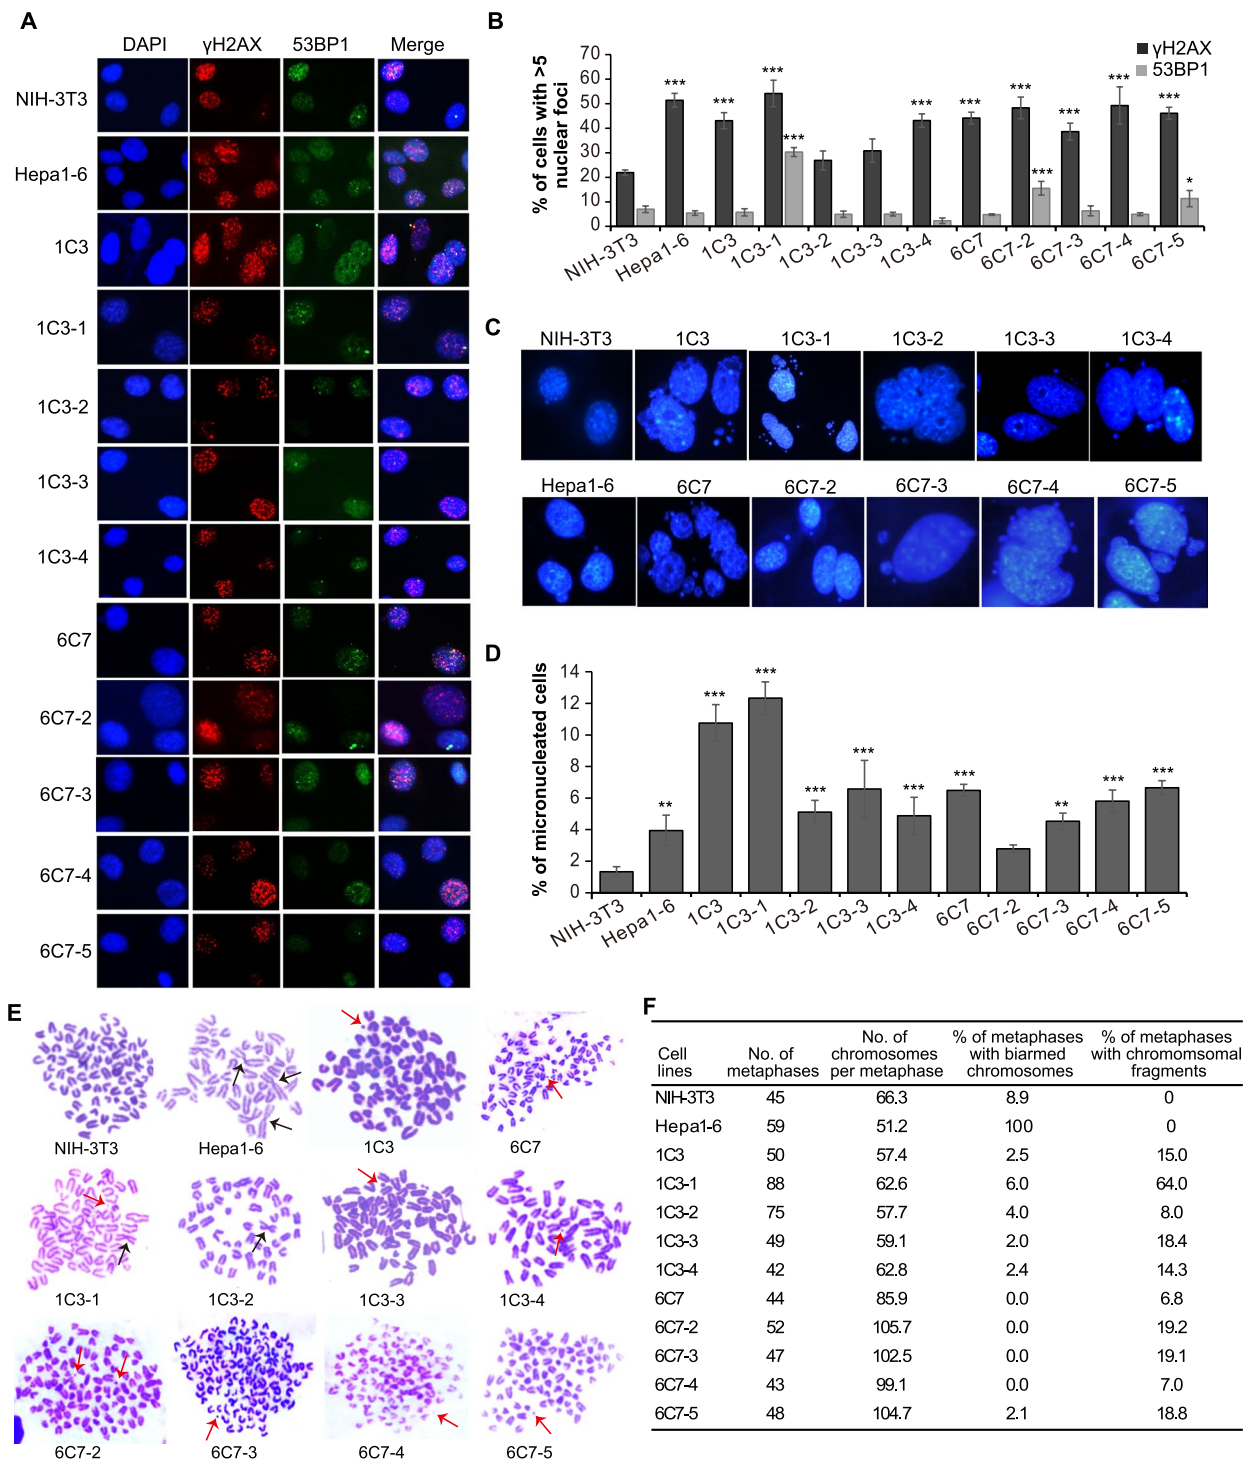 A
DAPI γH2AX 53BP1 Merge
NIH-3T3
Hepa1-6
1C3
1C3-1
1C3-2
1C3-3
1C3-4
6C7
6C7-2
6C7-3
6C7-4
6C7-5
B
% of cells with >5
nuclear foci
γH2AX
53BP1
70
60
50
40
30
20
10
0
*** *** *** *** *** *** *** *** *** *** *** *
NIH-3T3 Hepa1-6 1C3 1C3-1 1C3-2 1C3-3 1C3-4 6C7 6C7-2 6C7-3 6C7-4 6C7-5
C
NIH-3T3 1C3 1C3-1 1C3-2 1C3-3 1C3-4
Hepa1-6 6C7 6C7-2 6C7-3 6C7-4 6C7-5
D
% of micronucleated cells
14
12
10
8
6
4
2
0
** *** *** *** *** *** *** ** *** ***
NIH-3T3 Hepa1-6 1C3 1C3-1 1C3-2 1C3-3 1C3-4 6C7 6C7-2 6C7-3 6C7-4 6C7-5
E
NIH-3T3 Hepa1-6 1C3 6C7
1C3-1 1C3-2 1C3-3 1C3-4
6C7-2 6C7-3 6C7-4 6C7-5
F
Cell lines No. of metaphases No. of chromosomes per metaphase % of metaphases with biarmed chromosomes % of metaphases with chromomsomal fragments
NIH-3T3 45 66.3 8.9 0
Hepa1-6 59 51.2 100 0
1C3 50 57.4 2.5 15.0
1C3-1 88 62.6 6.0 64.0
1C3-2 75 57.7 4.0 8.0
1C3-3 49 59.1 2.0 18.4
1C3-4 42 62.8 2.4 14.3
6C7 44 85.9 0.0 6.8
6C7-2 52 105.7 0.0 19.2
6C7-3 47 102.5 0.0 19.1
6C7-4 43 99.1 0.0 7.0
6C7-5 48 104.7 2.1 18.8